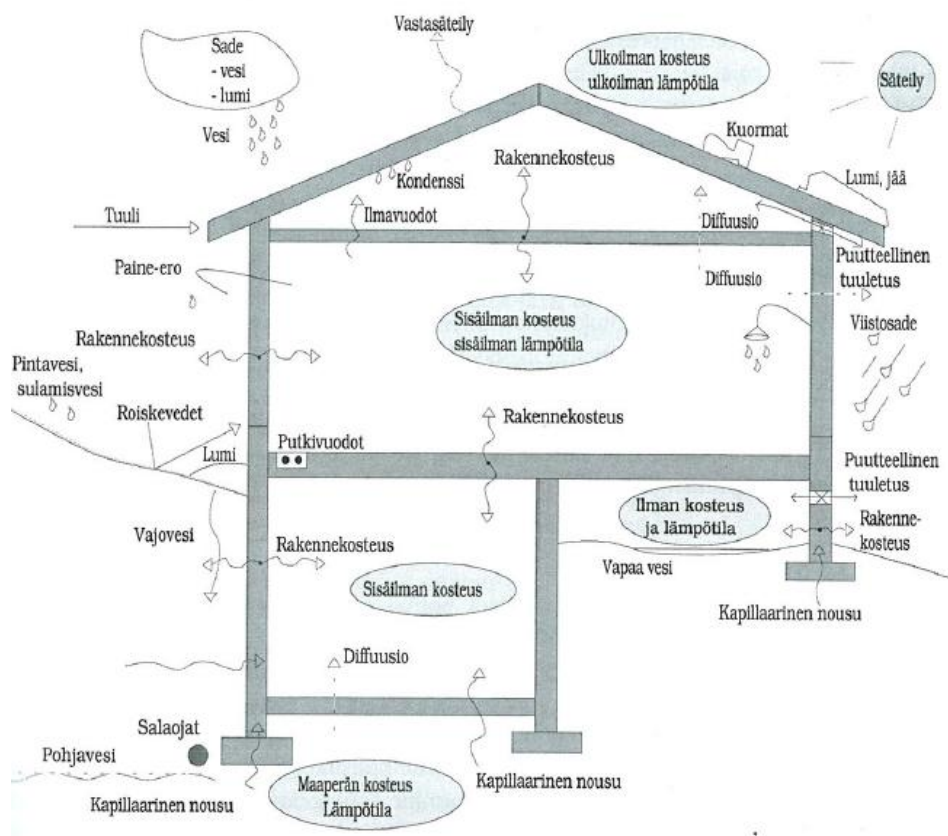 Vastasäteily
Sade
- vesi
- lumi
Ulkoilman kosteus
ulkoilman lämpötila
Säteily
Vesi
Kuormat
Rakennekosteus
Kondenssi
Lumi, jää
Tuuli
Ilmavuodot
Diffuusio
Paine-ero
Diffuusio
Puutteellinen
tuuletus
Sisäilman kosteus
sisäilman lämpötila
Viistosade
Rakennekosteus
Pintavesi,
sulamisvesi
Roiskevedet
Rakennekosteus
Lumi
Putkivuodot
Puutteellinen
tuuletus
Ilman kosteus
ja lämpötila
Vajovesi
Rakennekosteus
Rakenne-
kosteus
Vapaa vesi
Sisäilman kosteus
Kapillaarinen nousu
Diffuusio
Salaojat
Pohjavesi
Maaperän kosteus
Lämpötila
Kapillaarinen nousu
Kapillaarinen nousu